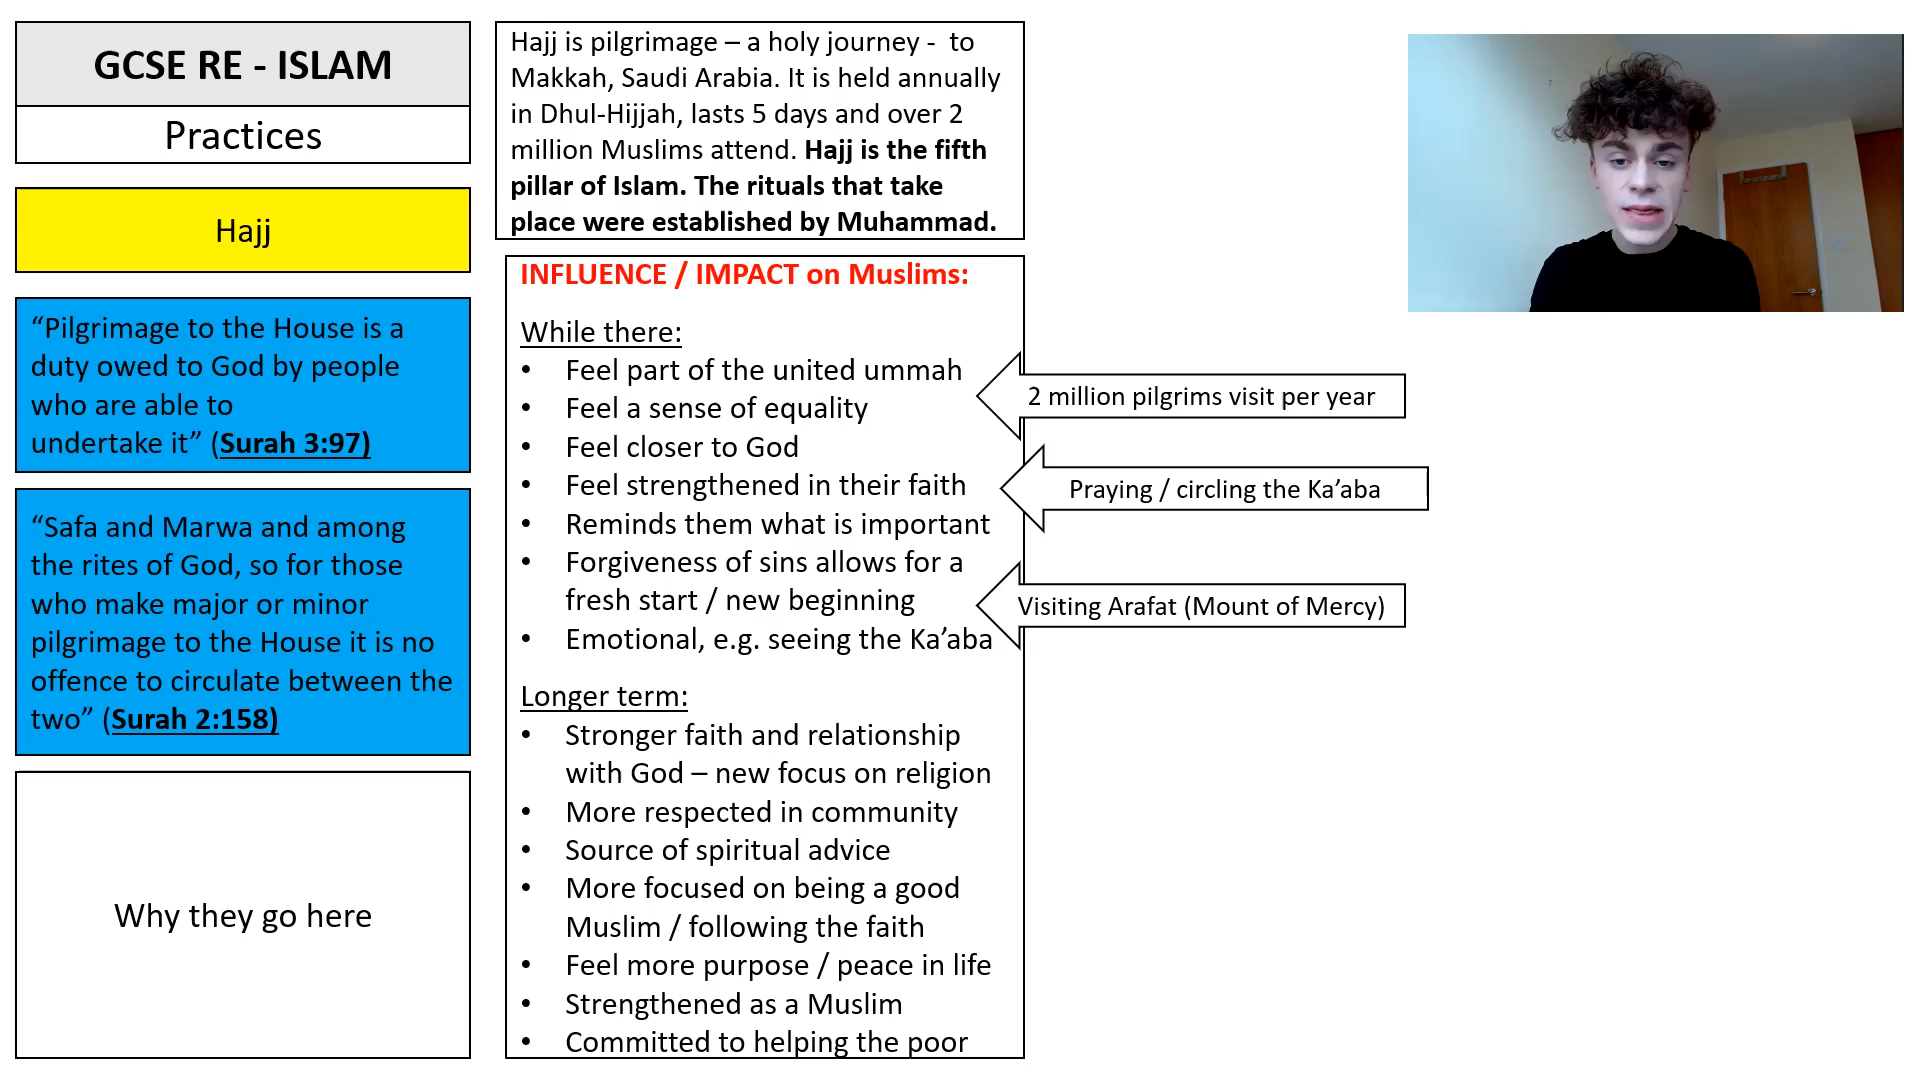 GCSE RE - ISLAM
Practices
Hajj
“Pilgrimage to the House is a
duty owed to God by people
who are able to
undertake it” (Surah 3:97)
“Safa and Marwa and among
the rites of God, so for those
who make major or minor
pilgrimage to the House it is no
offence to circulate between the
two” (Surah 2:158)
Why they go here
Hajj is pilgrimage – a holy journey -  to
Makkah, Saudi Arabia. It is held annually
in Dhul-Hijjah, lasts 5 days and over 2
million Muslims attend. Hajj is the fifth
pillar of Islam. The rituals that take
place were established by Muhammad.
INFLUENCE / IMPACT on Muslims:
While there:
• Feel part of the united ummah
• Feel a sense of equality
• Feel closer to God
• Feel strengthened in their faith
• Reminds them what is important
• Forgiveness of sins allows for a
fresh start / new beginning
• Emotional, e.g. seeing the Ka’aba
Longer term:
• Stronger faith and relationship
with God – new focus on religion
• More respected in community
• Source of spiritual advice
• More focused on being a good
Muslim / following the faith
• Feel more purpose / peace in life
• Strengthened as a Muslim
• Committed to helping the poor
2 million pilgrims visit per year
Praying / circling the Ka’aba
Visiting Arafat (Mount of Mercy)